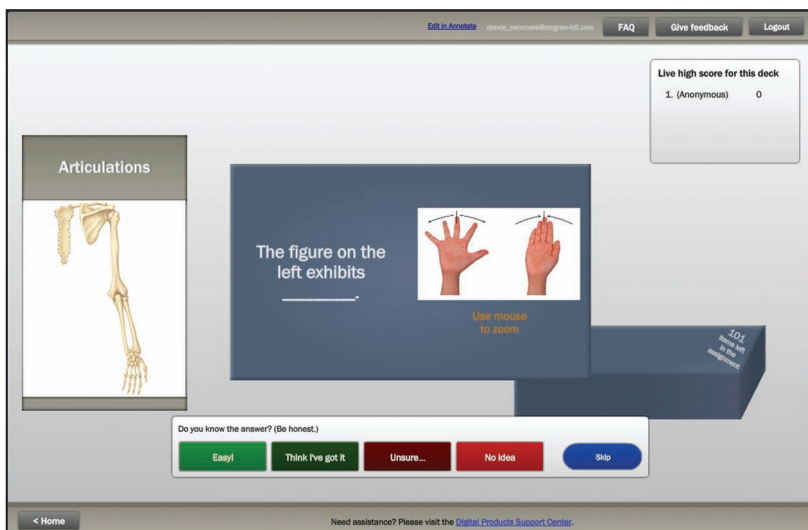 Edit in Annotate
FAQ
Give feedback
Logout
Live high score for this deck
1. (Anonymous) 0
Articulations
The figure on the
left exhibits
________.
Use mouse
to zoom
101
Items left
in the
assignment
Do you know the answer? (Be honest.)
Easy!
Think I've got it
Unsure...
No idea
Skip
< Home
Need assistance? Please visit the Digital Products Support Center.